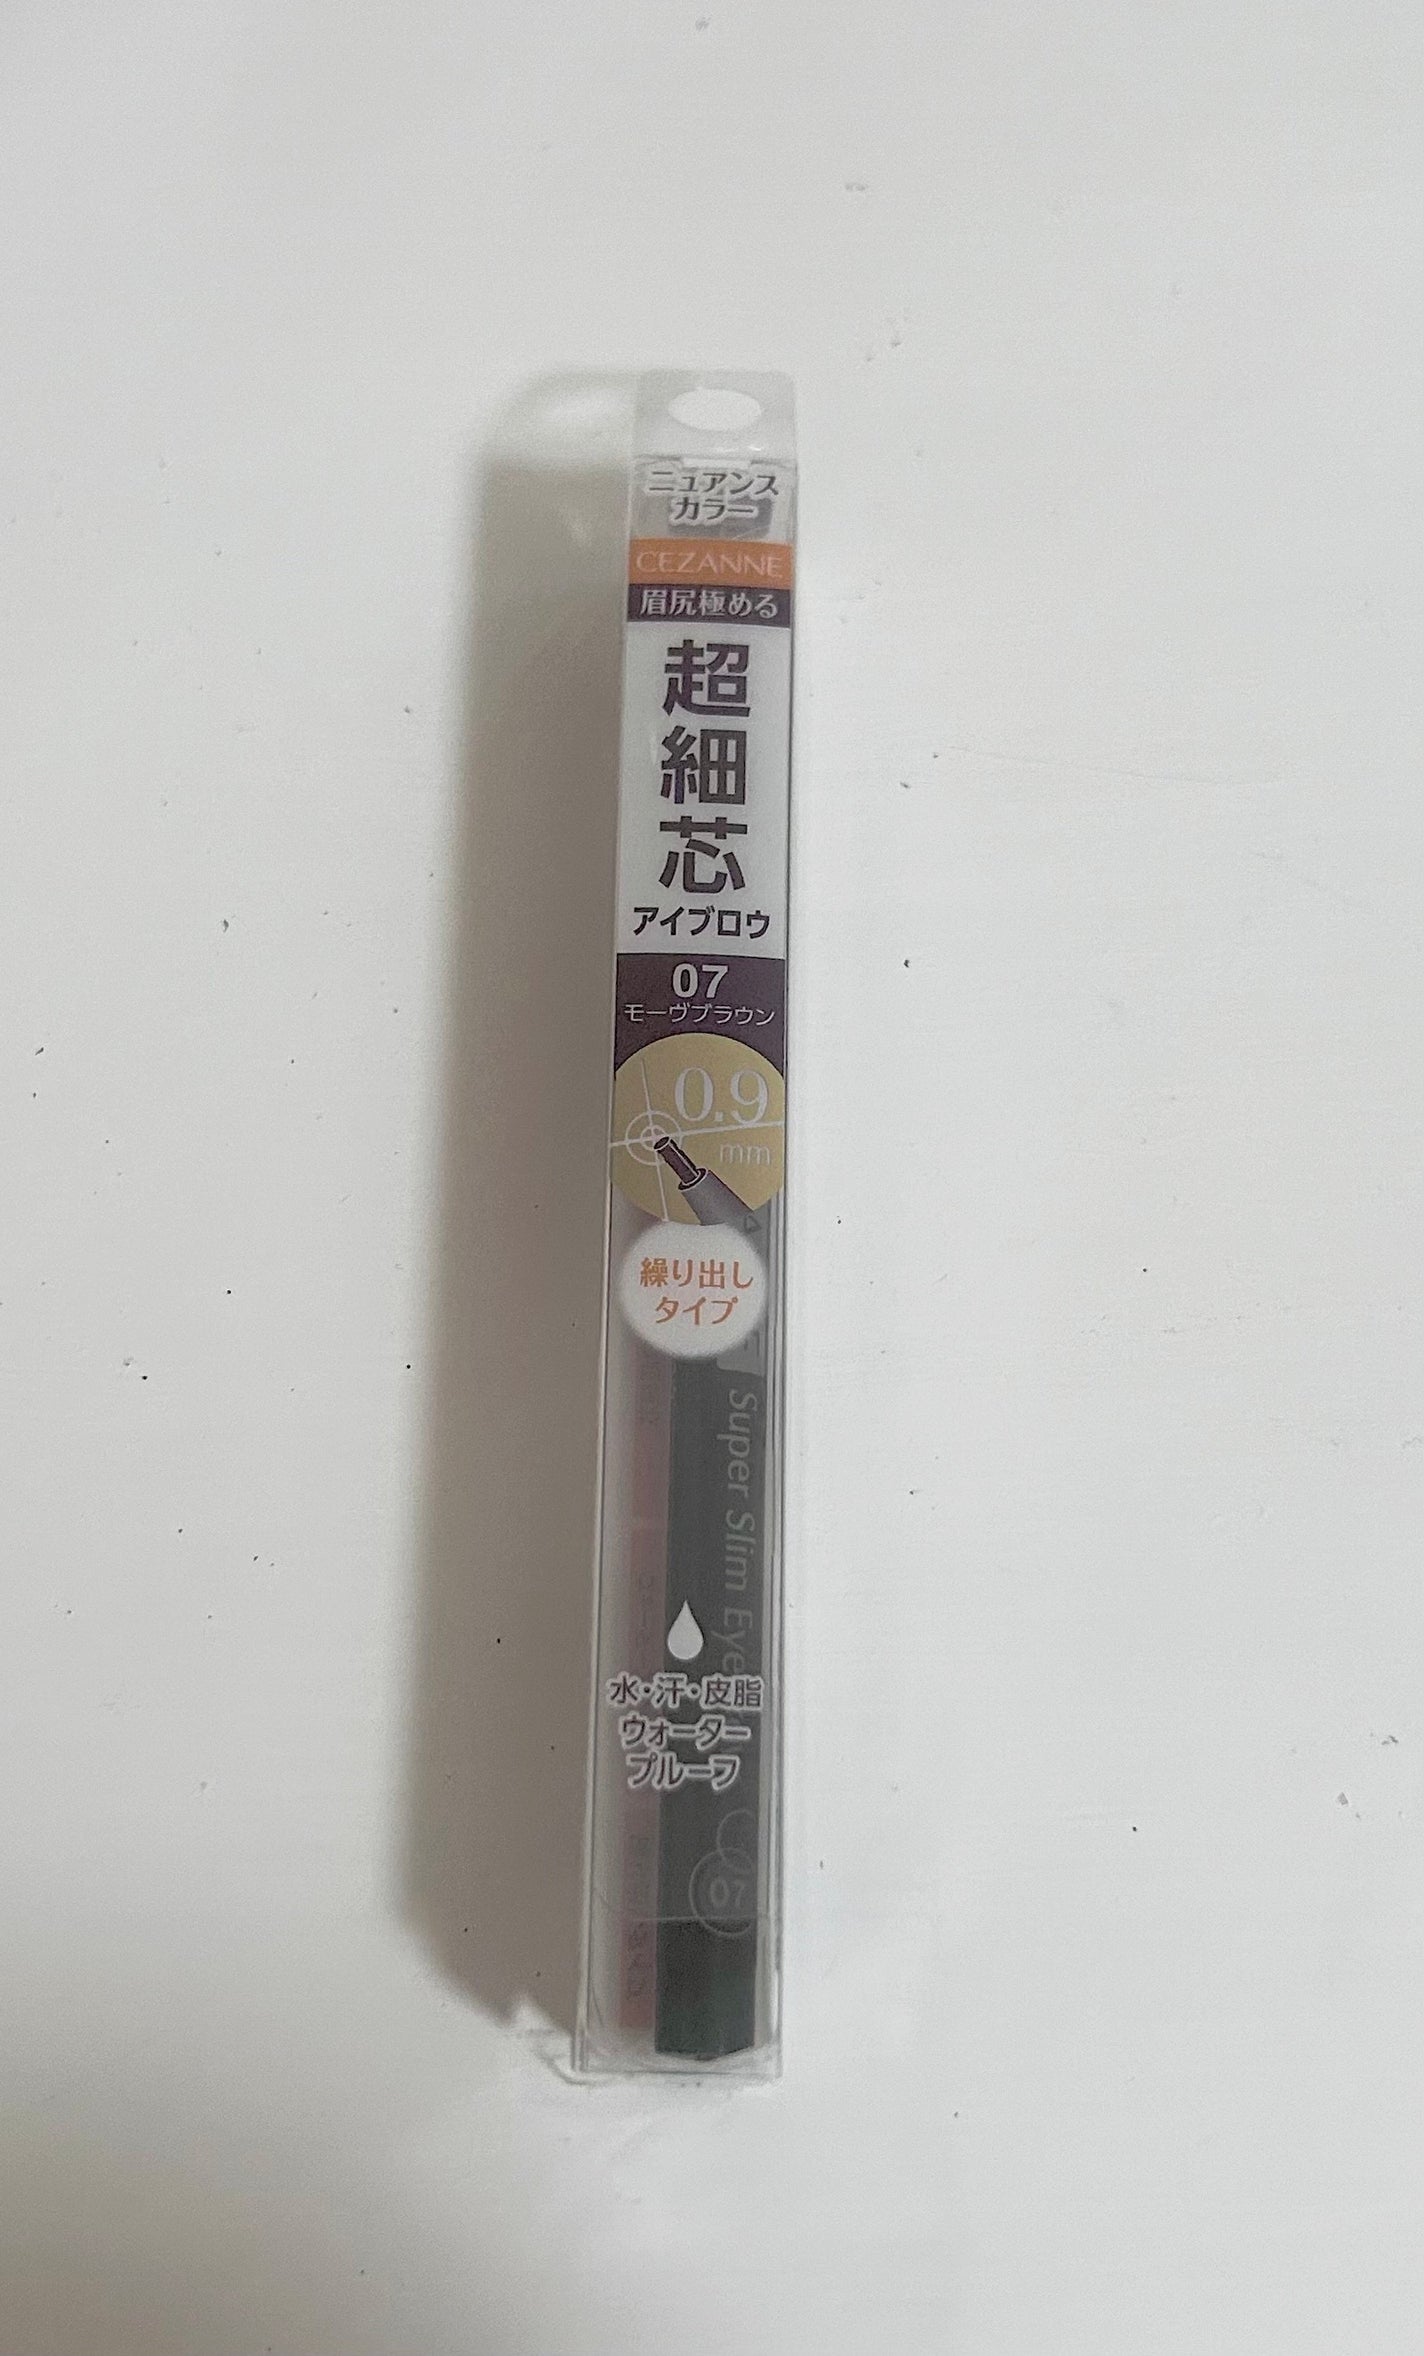 ニュアンス
カラー
CEZANNE
眉尻極める
超
細
芯
アイブロウ
07
モーヴブラウン
0.9
mm
繰り出し
タイプ
Super Slim Eye
水・汗・皮脂
ウォーター
プルーフ
07